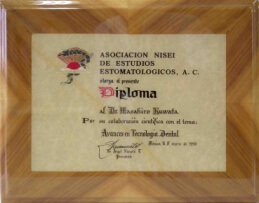 ASOCIACION NISEI
DE ESTUDIOS
ESTOMATOLOGICOS, A. C.
otorga el presente
Diploma
al Dr. Masahiro Kuwata
Por su colaboración científica con el tema:
Avances en Tecnología Dental
Presidente